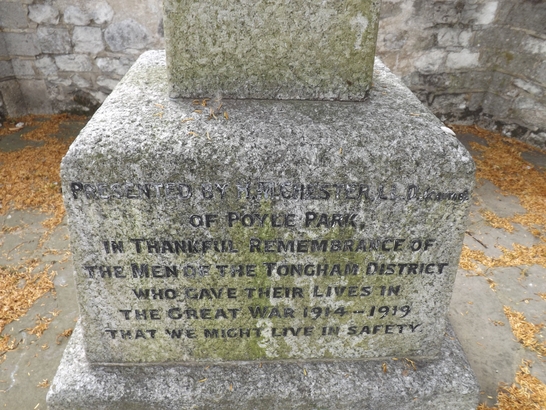 PRESENTED BY
OF POYLE PARK,
IN THANKFUL REMEMBRANCE OF
THE MEN OF THE TONGHAM DISTRICT
WHO GAVE THEIR LIVES IN
THE GREAT WAR 1914-1919
THAT WE MIGHT LIVE IN SAFETY.